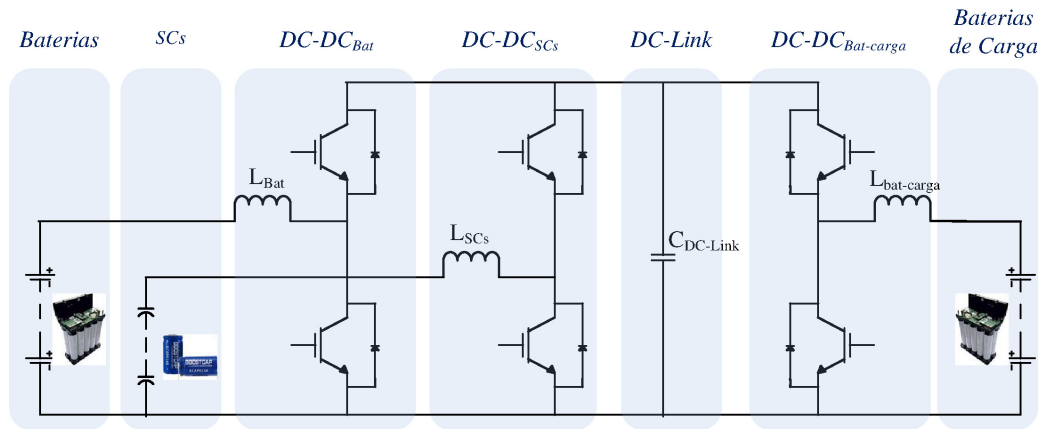 Baterias
SCs
DC-DCBat
DC-DCSCs
DC-Link
DC-DCBat-carga
Baterias
de Carga
LBat
LSCs
CDC-Link
Lbat-carga
+
+
+
+
BOOSTCAP